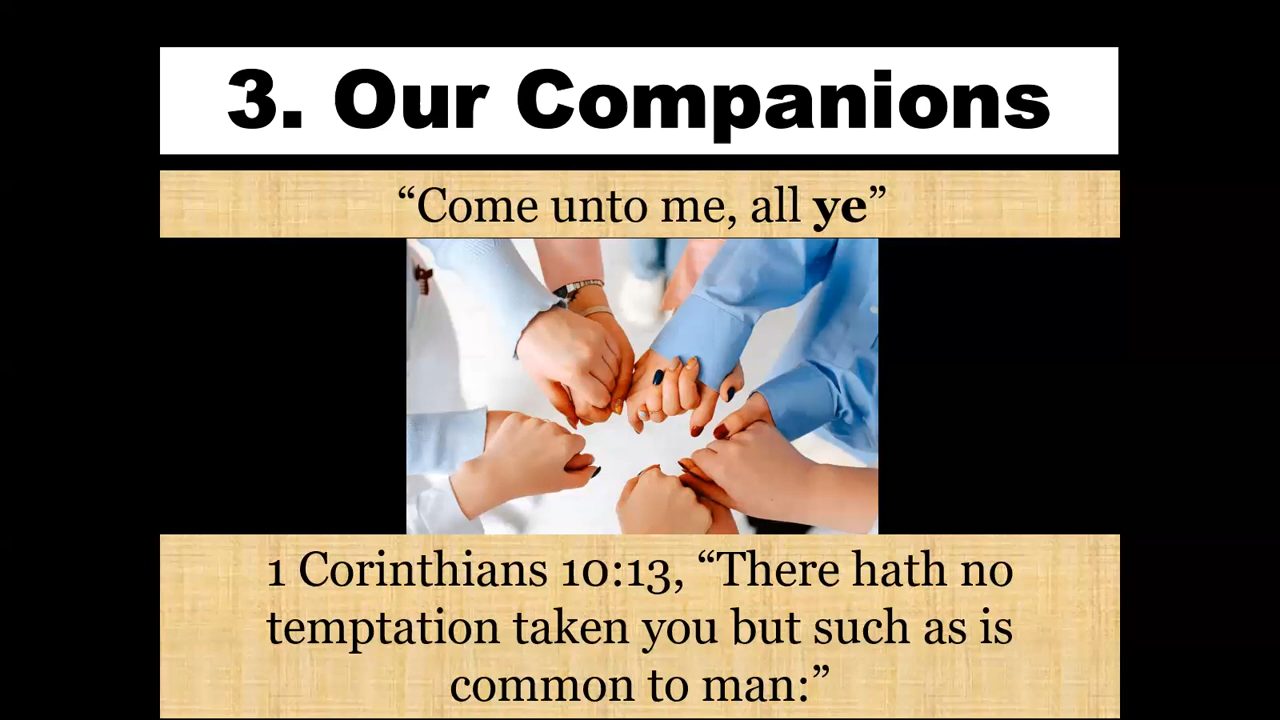 3. Our Companions
“Come unto me, all ye”
1 Corinthians 10:13, “There hath no
temptation taken you but such as is
common to man:”